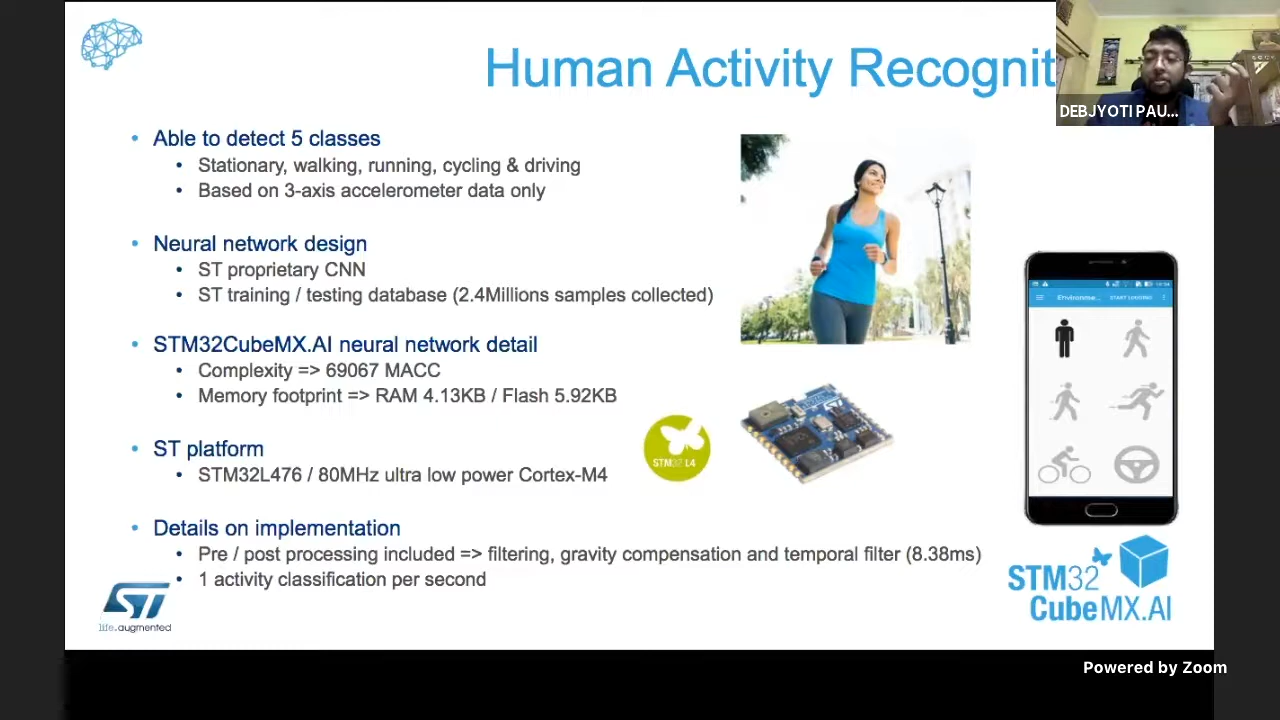 Human Activity Recognit
DEBJYOTI PAU...
• Able to detect 5 classes
• Stationary, walking, running, cycling & driving
• Based on 3-axis accelerometer data only
• Neural network design
• ST proprietary CNN
• ST training / testing database (2.4Millions samples collected)
• STM32CubeMX.AI neural network detail
• Complexity => 69067 MACC
• Memory footprint => RAM 4.13KB / Flash 5.92KB
• ST platform
• STM32L476 / 80MHz ultra low power Cortex-M4
• Details on implementation
• Pre / post processing included => filtering, gravity compensation and temporal filter (8.38ms)
• 1 activity classification per second
STM32 L4
Environme... START LOGGING
STM32
CubeMX.AI
ST
life.augmented
Powered by Zoom